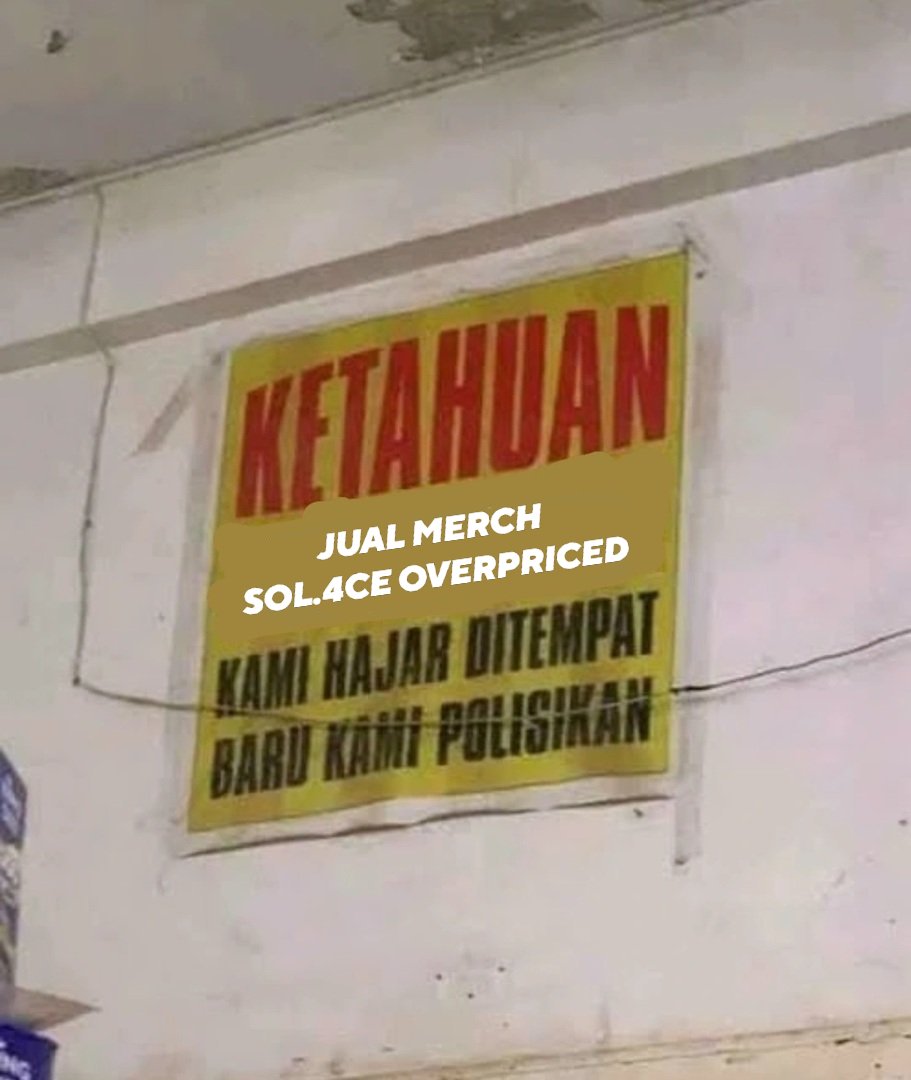 KETAHUAN
JUAL MERCH
SOL.4CE OVERPRICED
KAMI HAJAR DITEMPAT
BARU KAMI POLISIKAN